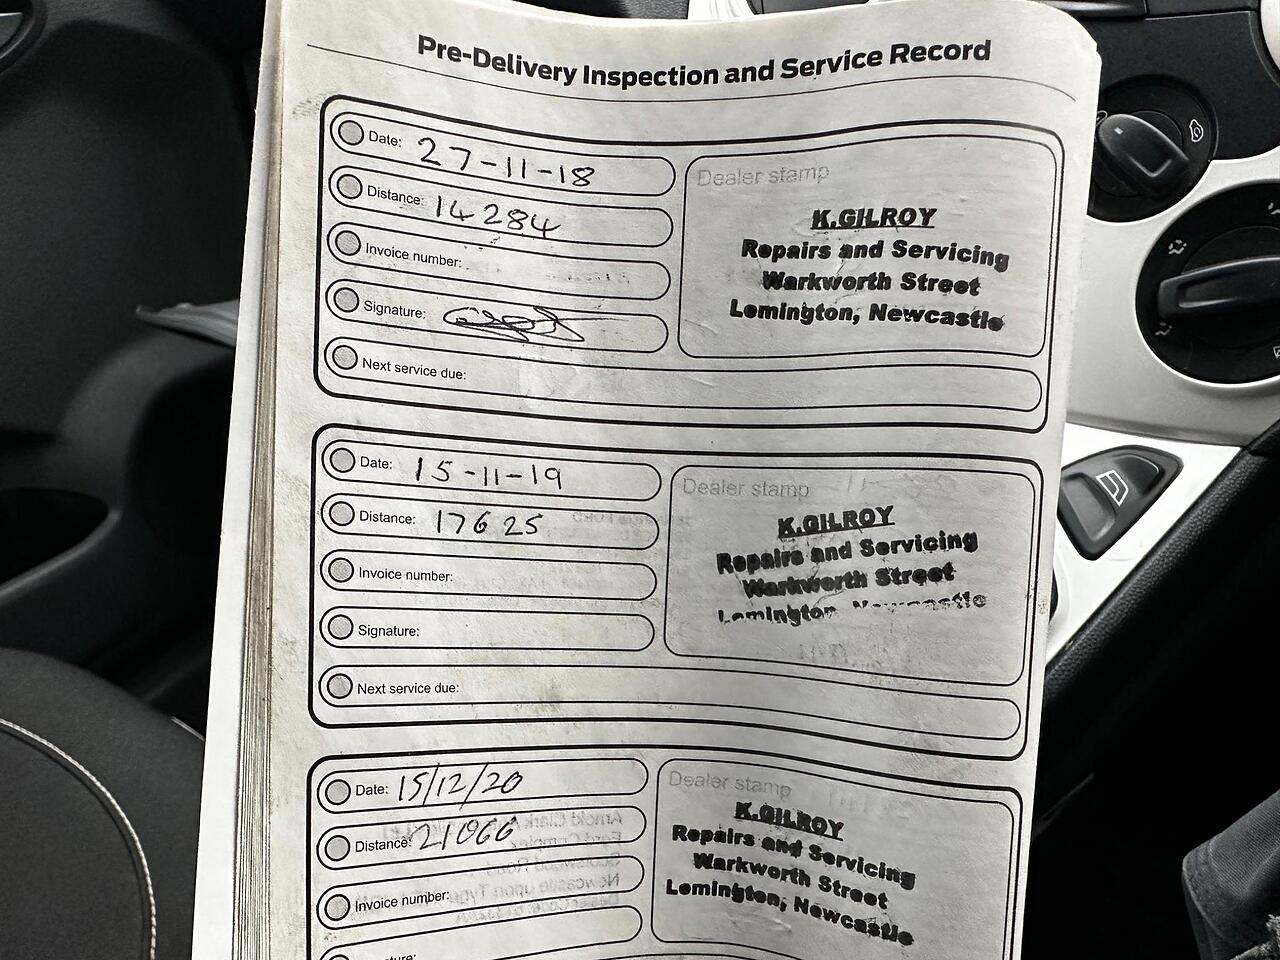 Pre-Delivery Inspection and Service Record
Date: 27-11-18
Distance: 14284
Invoice number:
Signature:
Next service due:
Dealer stamp
K.GILROY
Repairs and Servicing
Warkworth Street
Lemington, Newcastle
Date: 15-11-19
Distance: 17625
Invoice number:
Signature:
Next service due:
Dealer stamp
K.GILROY
Repairs and Servicing
Warkworth Street
Lemington, Newcastle
Date: 15/12/20
Distance: 21066
Invoice number:
Dealer stamp
K.GILROY
Repairs and Servicing
Warkworth Street
Lemington, Newcastle